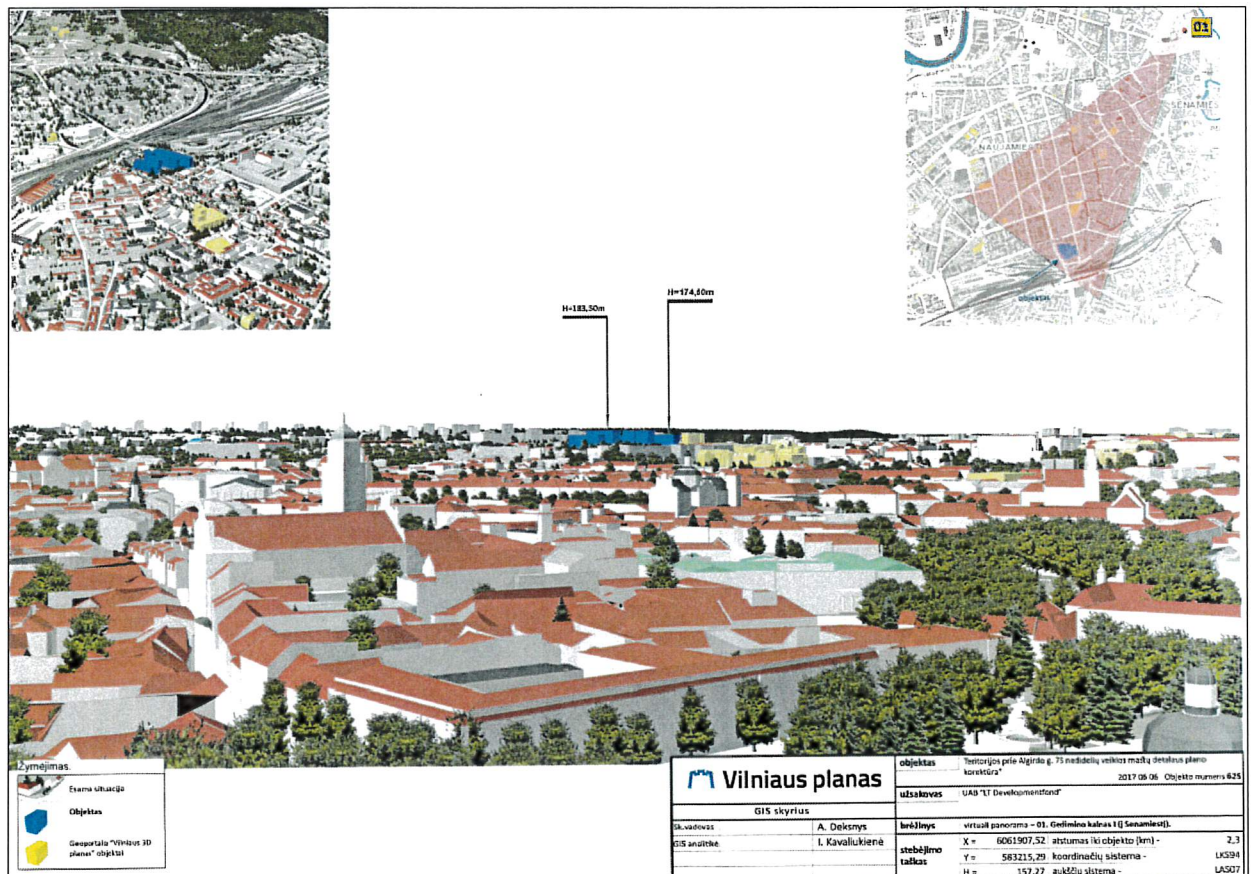 01
SENAMIES
NAUJAMIES
objektas
H=183,50m
H=174,60m
Žymėjimas.
Esama situacija
Objektas
Geoportalo "Vilniaus 3D
planas" objektai
Vilniaus planas
GIS skyrius
Sk.vadovas A. Deksnys
GIS analitikė I. Kavaliukienė
objektas Teritorijos prie Algirdo g. 75 nedidelių veiklos mastų detalaus plano
korektūra"
2017 06 06 Objekto numeris 625
užsakovas UAB "LT Developmentfond"
brėžinys virtuali panorama – 01. Gedimino kalnas I (į Senamiestį).
stebėjimo
taškas
X = 6061907,52 atstumas iki objekto (km) - 2,3
Y = 583215,29 koordinačių sistema - LKS94
H = 157,27 aukščių sistema - LAS07